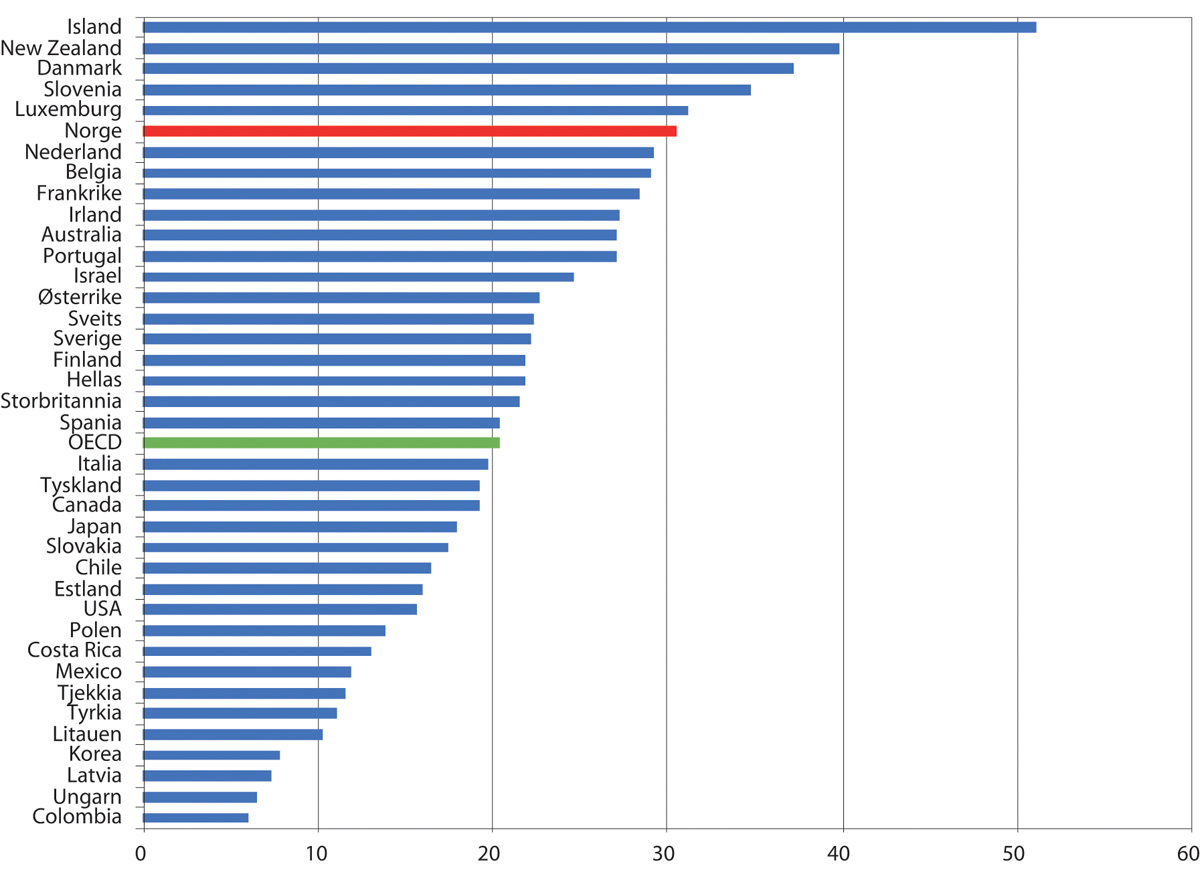 Island
New Zealand
Danmark
Slovenia
Luxemburg
Norge
Nederland
Belgia
Frankrike
Irland
Australia
Portugal
Israel
Østerrike
Sveits
Sverige
Finland
Hellas
Storbritannia
Spania
OECD
Italia
Tyskland
Canada
Japan
Slovakia
Chile
Estland
USA
Polen
Costa Rica
Mexico
Tjekkia
Tyrkia
Litauen
Korea
Latvia
Ungarn
Colombia
0 10 20 30 40 50 60